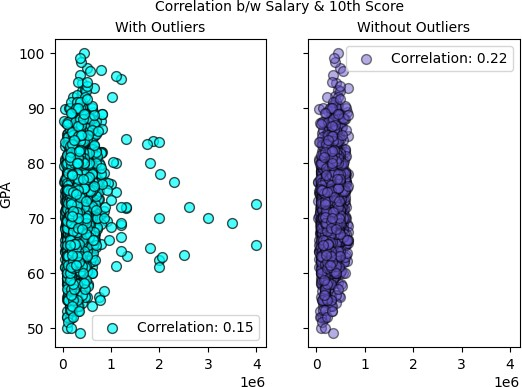 Correlation b/w Salary & 10th Score
With Outliers
Without Outliers
100
90
80
70
60
50
GPA
Correlation: 0.15
Correlation: 0.22
0 1 2 3 4
1e6
0 1 2 3 4
1e6